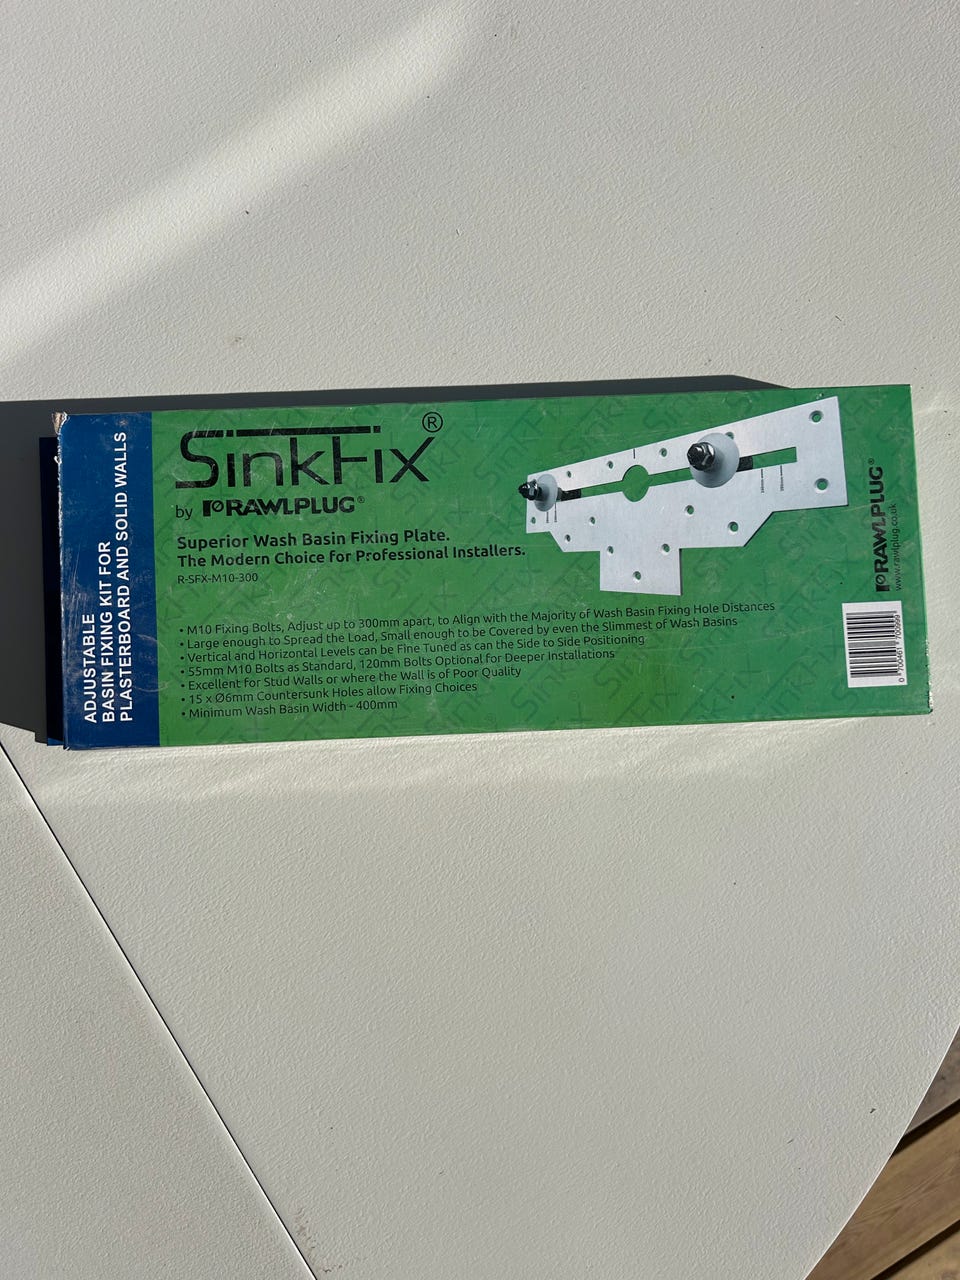 ADJUSTABLE
BASIN FIXING KIT FOR
PLASTERBOARD AND SOLID WALLS
SinkFix®
by RAWLPLUG®
Superior Wash Basin Fixing Plate.
The Modern Choice for Professional Installers.
R-SFX-M10-300
• M10 Fixing Bolts, Adjust up to 300mm apart, to Align with the Majority of Wash Basin Fixing Hole Distances
• Large enough to Spread the Load, Small enough to be Covered by even the Slimmest of Wash Basins
• Vertical and Horizontal Levels can be Fine Tuned as can the Side to Side Positioning
• 55mm M10 Bolts as Standard, 120mm Bolts Optional for Deeper Installations
• Excellent for Stud Walls or where the Wall is of Poor Quality
• 15 x Ø6mm Countersunk Holes allow Fixing Choices
• Minimum Wash Basin Width - 400mm
RAWLPLUG®
www.rawlplug.co.uk
0 700461 700999